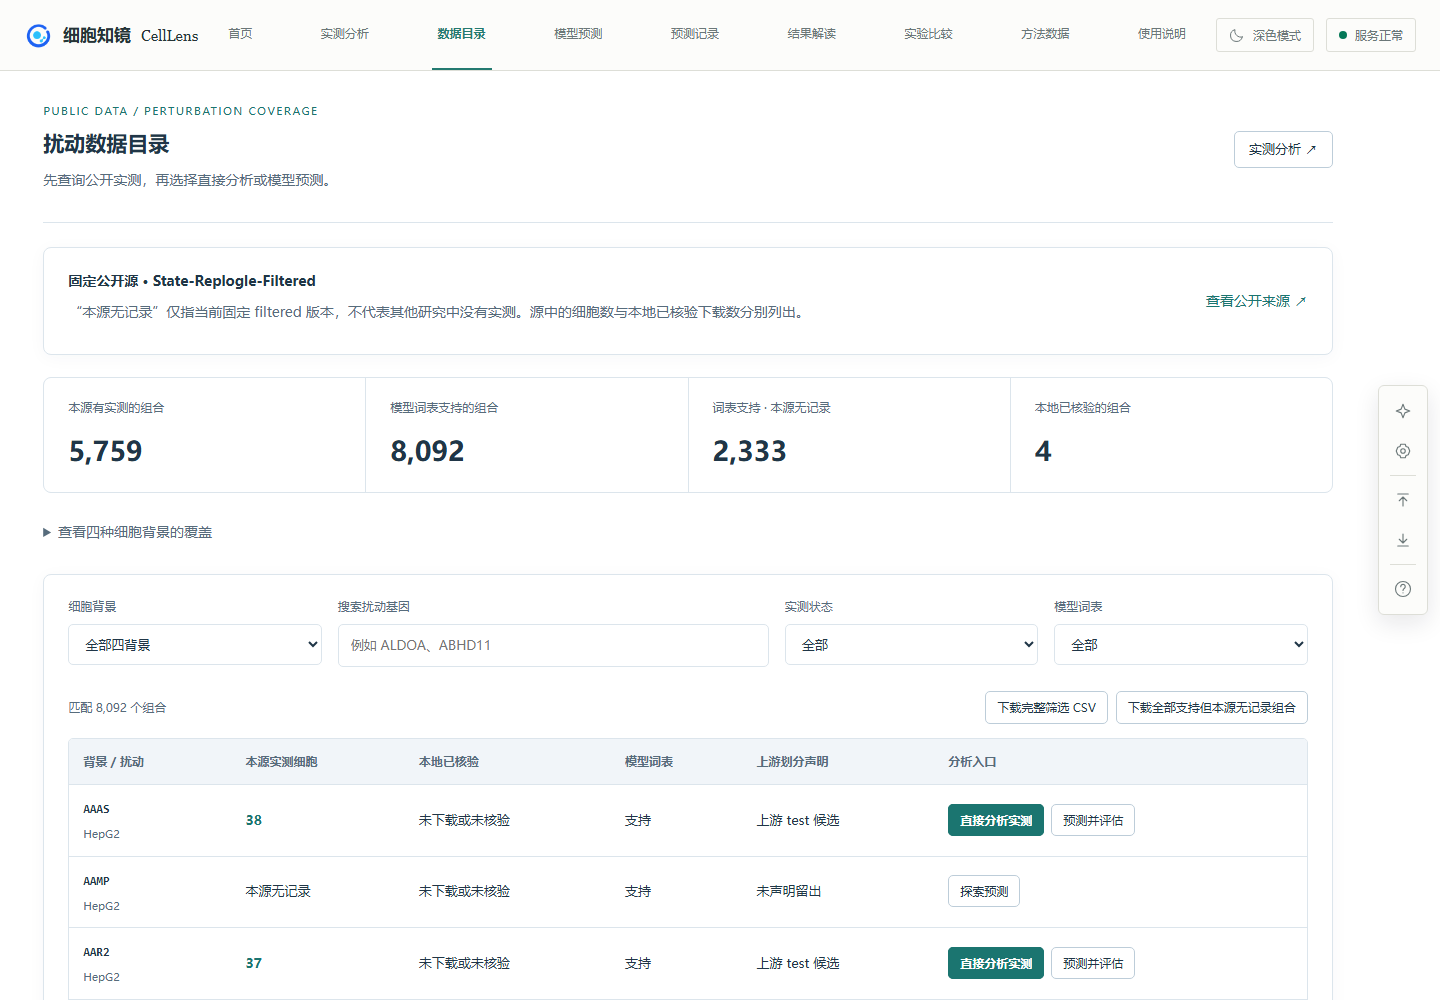 细胞知镜 CellLens 首页 实测分析 数据目录 模型预测 预测记录 结果解读 实验比较 方法数据 使用说明 深色模式 服务正常
PUBLIC DATA / PERTURBATION COVERAGE
扰动数据目录
实测分析 ↗
先查询公开实测，再选择直接分析或模型预测。
固定公开源 • State-Replogle-Filtered
“本源无记录”仅指当前固定 filtered 版本，不代表其他研究中没有实测。源中的细胞数与本地已核验下载数分别列出。
查看公开来源 ↗
本源有实测的组合 模型词表支持的组合 词表支持 · 本源无记录 本地已核验的组合
5,759 8,092 2,333 4
▶ 查看四种细胞背景的覆盖
细胞背景 搜索扰动基因 实测状态 模型词表
全部四背景 例如 ALDOA、ABHD11 全部 全部
匹配 8,092 个组合 下载完整筛选 CSV 下载全部支持但本源无记录组合
背景 / 扰动 本源实测细胞 本地已核验 模型词表 上游划分声明 分析入口
AAAS
HepG2
38 未下载或未核验 支持 上游 test 候选 直接分析实测 预测并评估
AAMP
HepG2
本源无记录 未下载或未核验 支持 未声明留出 探索预测
AAR2
HepG2
37 未下载或未核验 支持 上游 test 候选 直接分析实测 预测并评估